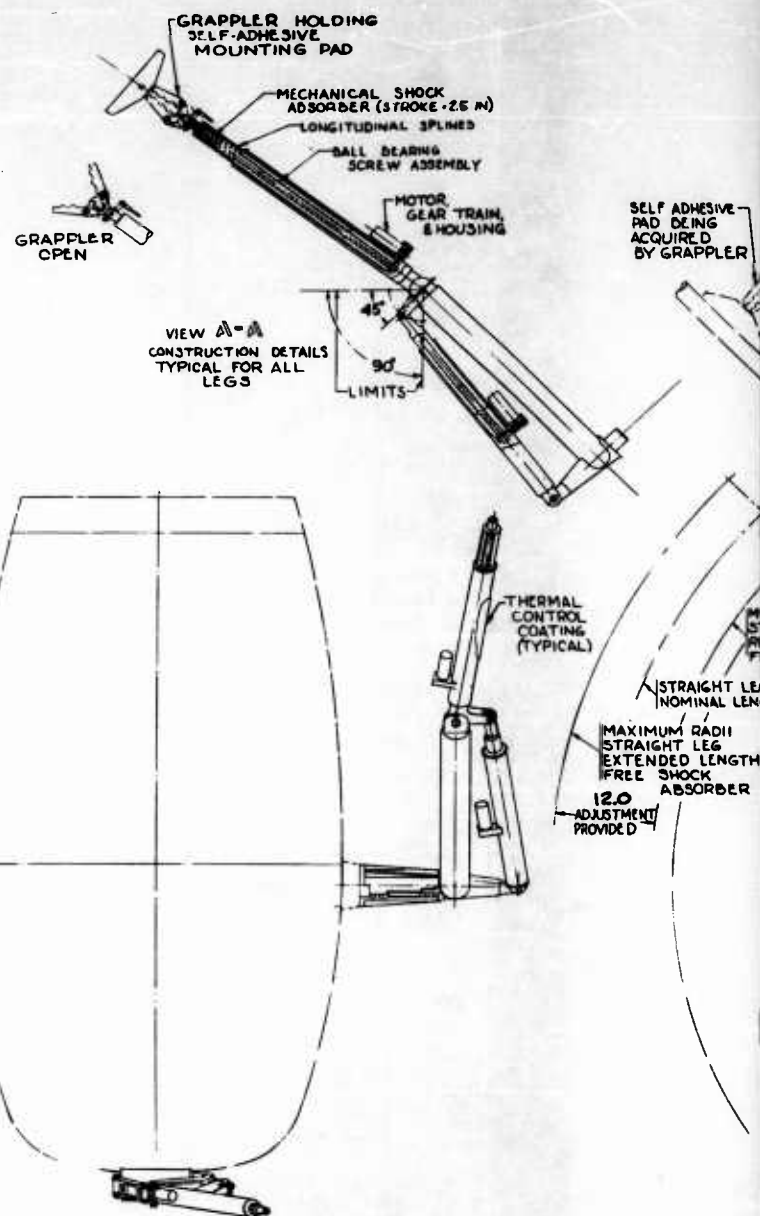 GRAPPLER HOLDING
SELF-ADHESIVE
MOUNTING PAD
MECHANICAL SHOCK
ABSORBER (STROKE·2.5 IN)
LONGITUDINAL SPLINES
BALL BEARING
SCREW ASSEMBLY
MOTOR,
GEAR TRAIN,
& HOUSING
GRAPPLER
OPEN
SELF ADHESIVE
PAD BEING
ACQUIRED
BY GRAPPLER
45°
VIEW A-A
CONSTRUCTION DETAILS
TYPICAL FOR ALL
LEGS
90°
LIMITS
THERMAL
CONTROL
COATING
(TYPICAL)
STRAIGHT
NOMINAL
MAXIMUM RADII
STRAIGHT LEG
EXTENDED LENGTH
FREE SHOCK
ABSORBER
12.0
ADJUSTMENT
PROVIDED